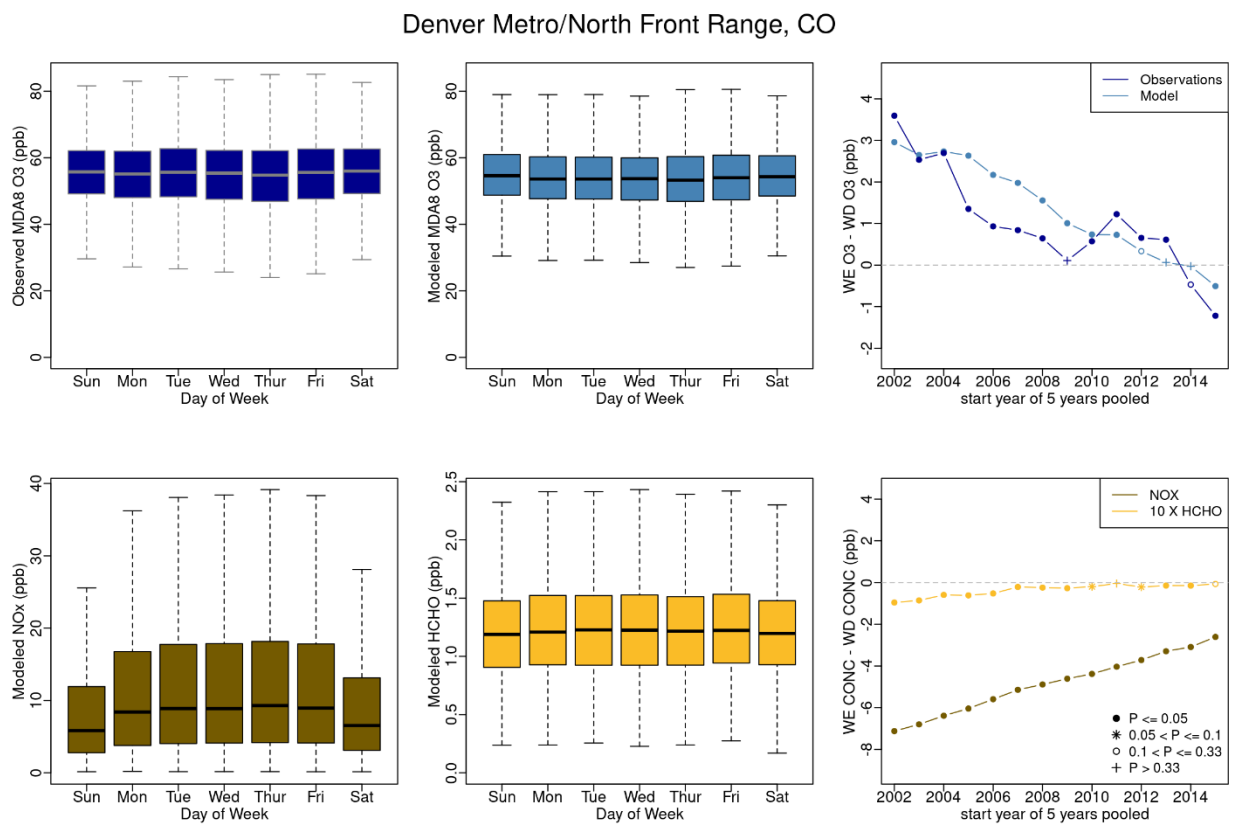 Denver Metro/North Front Range, CO
Observed MDA8 O3 (ppb)
0 20 40 60 80
Sun Mon Tue Wed Thur Fri Sat
Day of Week
Modeled MDA8 O3 (ppb)
0 20 40 60 80
Sun Mon Tue Wed Thur Fri Sat
Day of Week
WE O3 - WD O3 (ppb)
-2 -1 0 1 2 3 4
Observations
Model
2002 2004 2006 2008 2010 2012 2014
start year of 5 years pooled
Modeled NOx (ppb)
0 10 20 30 40
Sun Mon Tue Wed Thur Fri Sat
Day of Week
Modeled HCHO (ppb)
0.0 0.5 1.0 1.5 2.0 2.5
Sun Mon Tue Wed Thur Fri Sat
Day of Week
WE CONC - WD CONC (ppb)
-8 -6 -4 -2 0 2 4
NOX
10 X HCHO
P <= 0.05
0.05 < P <= 0.1
0.1 < P <= 0.33
P > 0.33
2002 2004 2006 2008 2010 2012 2014
start year of 5 years pooled